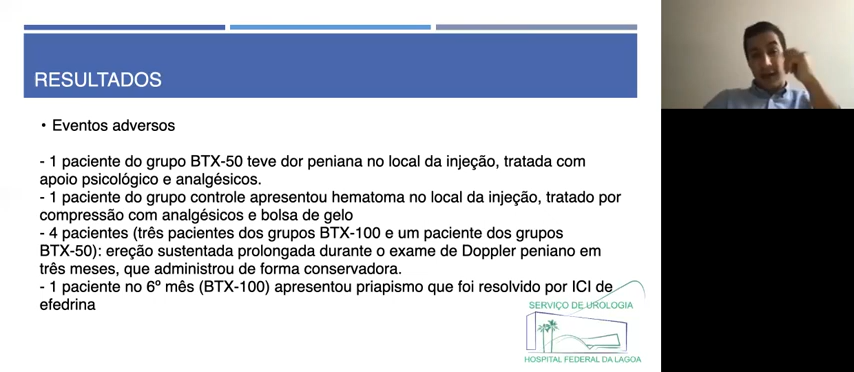 RESULTADOS
• Eventos adversos
- 1 paciente do grupo BTX-50 teve dor peniana no local da injeção, tratada com
apoio psicológico e analgésicos.
- 1 paciente do grupo controle apresentou hematoma no local da injeção, tratado por
compressão com analgésicos e bolsa de gelo
- 4 pacientes (três pacientes dos grupos BTX-100 e um paciente dos grupos
BTX-50): ereção sustentada prolongada durante o exame de Doppler peniano em
três meses, que administrou de forma conservadora.
- 1 paciente no 6º mês (BTX-100) apresentou priapismo que foi resolvido por ICI de
efedrina
SERVIÇO DE UROLOGIA
HOSPITAL FEDERAL DA LAGOA